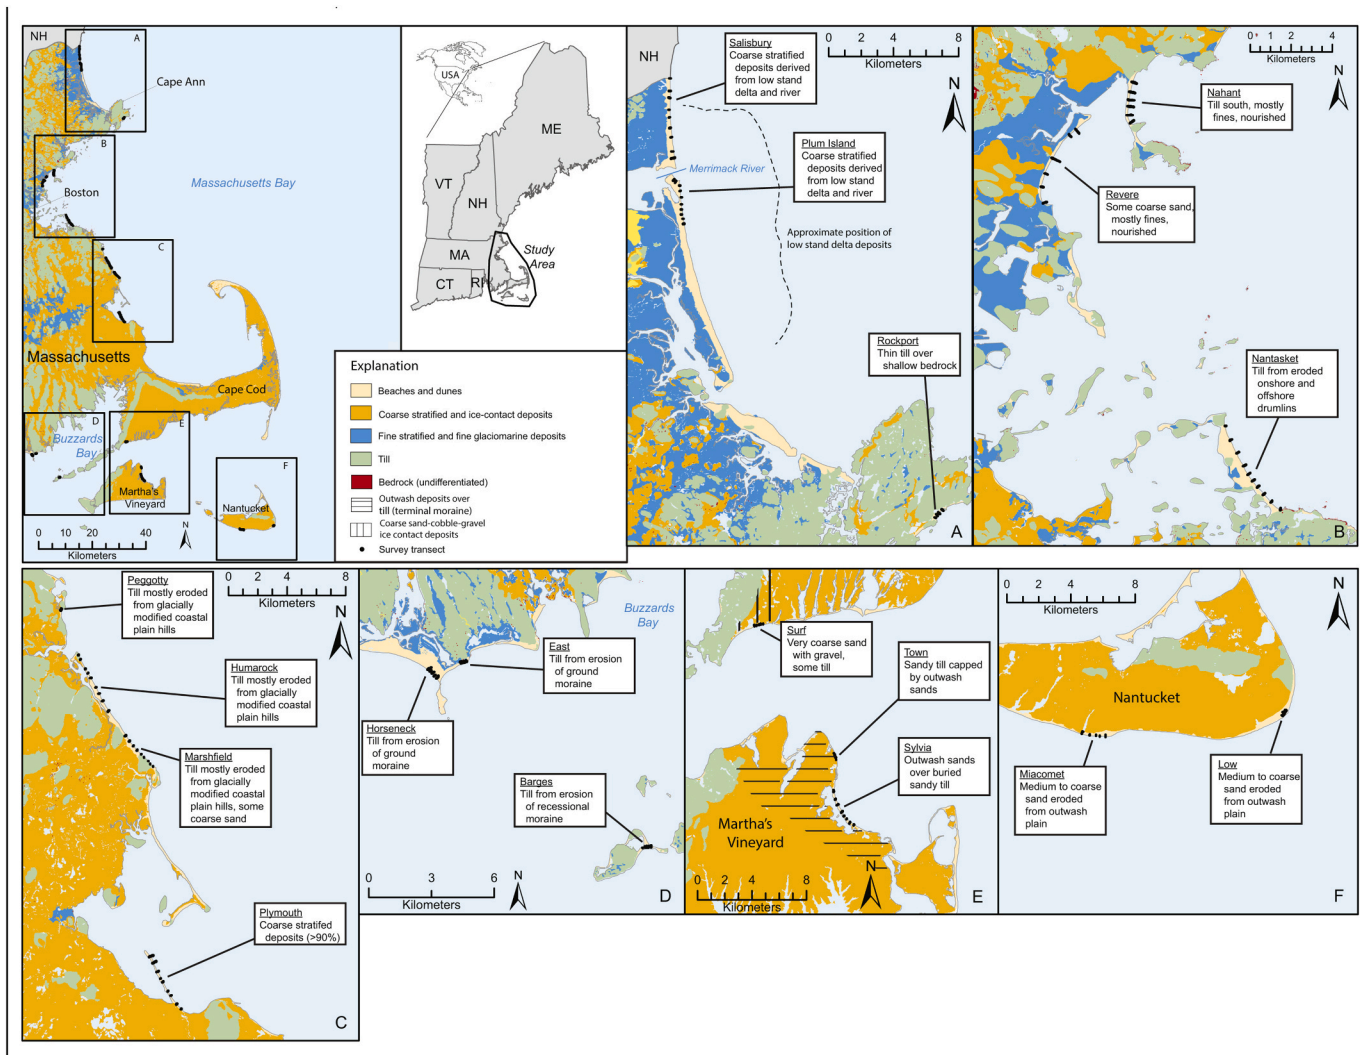 NH
A
Cape Ann
B
Boston
Massachusetts Bay
C
Massachusetts
Cape Cod
D
Buzzards
Bay
E
Martha's
Vineyard
F
Nantucket
0 10 20 40
Kilometers
N
USA
ME
VT
NH
MA
CT
RI
Study
Area
Explanation
Beaches and dunes
Coarse stratified and ice-contact deposits
Fine stratified and fine glaciomarine deposits
Till
Bedrock (undifferentiated)
Outwash deposits over
till (terminal moraine)
Coarse sand-cobble-gravel
ice contact deposits
Survey transect
NH
Salisbury
Coarse stratified
deposits derived
from low stand
delta and river
0 2 4 8
Kilometers
N
Plum Island
Coarse stratified
deposits derived
from low stand
delta and river
Merrimack River
Approximate position of
low stand delta deposits
Rockport
Thin till over
shallow bedrock
A
0 1 2 4
Kilometers
N
Nahant
Till south, mostly
fines, nourished
Revere
Some coarse sand,
mostly fines,
nourished
Nantasket
Till from eroded
onshore and
offshore
drumlins
B
Peggotty
Till mostly eroded
from glacially
modified coastal
plain hills
0 2 4 8
Kilometers
N
Humarock
Till mostly eroded
from glacially
modified coastal
plain hills
Marshfield
Till mostly eroded
from glacially
modified coastal
plain hills, some
coarse sand
Plymouth
Coarse stratifed
deposits (>90%)
C
Buzzards
Bay
East
Till from erosion
of ground
moraine
Horseneck
Till from erosion
of ground
moraine
Barges
Till from erosion
of recessional
moraine
0 3 6
Kilometers
N
D
Surf
Very coarse sand
with gravel,
some till
Town
Sandy till capped
by outwash
sands
Sylvia
Outwash sands
over buried
sandy till
Martha's
Vineyard
0 2 4 8
Kilometers
N
E
0 2 4 8
Kilometers
N
Nantucket
Miacomet
Medium to coarse
sand eroded
from outwash
plain
Low
Medium to coarse
sand eroded
from outwash
plain
F